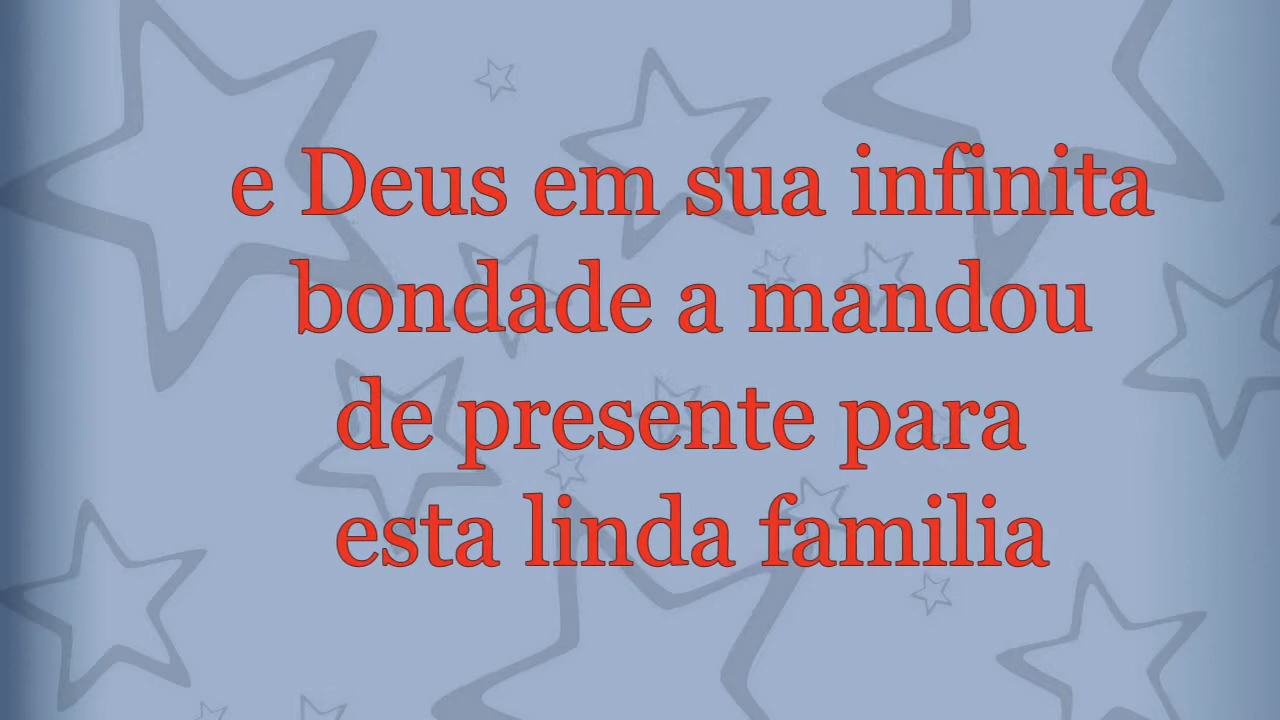 e Deus em sua infinita
bondade a mandou
de presente para
esta linda familia